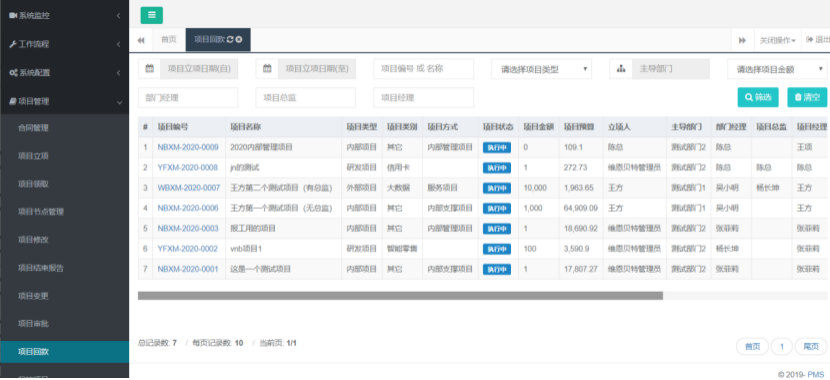 系统监控
工作流程
系统配置
项目管理
合同管理
项目立项
项目领取
项目节点管理
项目修改
项目结束报告
项目变更
项目审批
项目回款
首页 项目回款 关闭操作 退出
项目立项日期(自) 项目立项日期(至) 项目编号 或 名称 请选择项目类型 主导部门 请选择项目金额
部门经理 项目总监 项目经理 筛选 清空
# 项目编号 项目名称 项目类型 项目类别 项目方式 项目状态 项目金额 项目预算 立项人 主导部门 部门经理 项目总监 项目经理
1 NBXM-2020-0009 2020内部管理项目 内部项目 其它 内部管理项目 执行中 0 109.1 陈总 测试部门2 陈总 王项
2 YFXM-2020-0008 jn的测试 研发项目 信用卡 执行中 1 272.73 维恩贝特管理员 测试部门2 陈总 陈总 陈总
3 WBXM-2020-0007 王方第二个测试项目（有总监） 外部项目 大数据 服务项目 执行中 10,000 1,963.65 王方 测试部门1 吴小明 杨长坤 王方
4 NBXM-2020-0006 王方第一个测试项目（无总监） 内部项目 其它 内部支撑项目 执行中 1,000 64,909.09 王方 测试部门1 吴小明 王方
5 NBXM-2020-0003 报工用的项目 内部项目 其它 内部管理项目 执行中 1 18,690.92 维恩贝特管理员 测试部门2 张菲莉 张菲莉
6 YFXM-2020-0002 vnb项目1 研发项目 智能零售 执行中 100 3,590.9 维恩贝特管理员 测试部门2 杨长坤 张菲莉
7 NBXM-2020-0001 这是一个测试项目 内部项目 其它 内部支撑项目 执行中 1 17,807.27 维恩贝特管理员 测试部门2 张菲莉 张菲莉
总记录数: 7 / 每页记录数: 10 / 当前页: 1/1
首页 1 尾页
© 2019- PMS